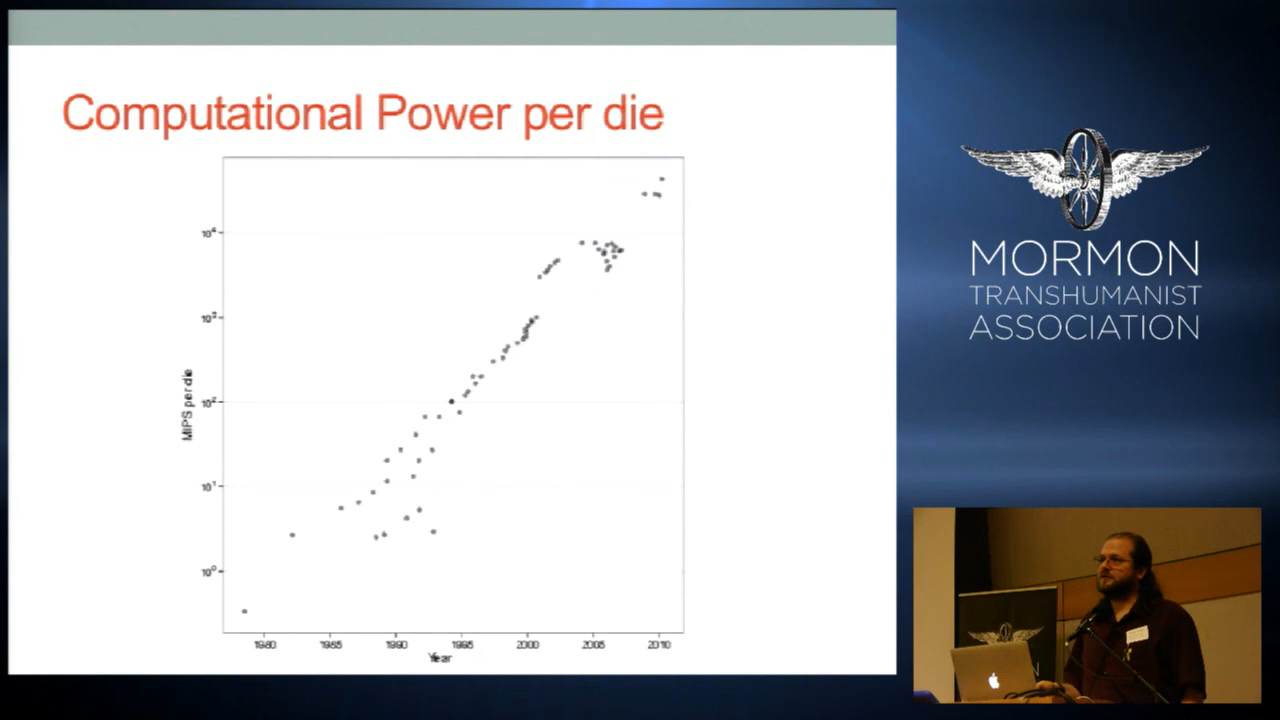 Computational Power per die
10⁴
10³
10²
10¹
10⁰
MIPS per die
1980 1985 1990 1995 2000 2005 2010
Year
MORMON
TRANSHUMANIST
ASSOCIATION